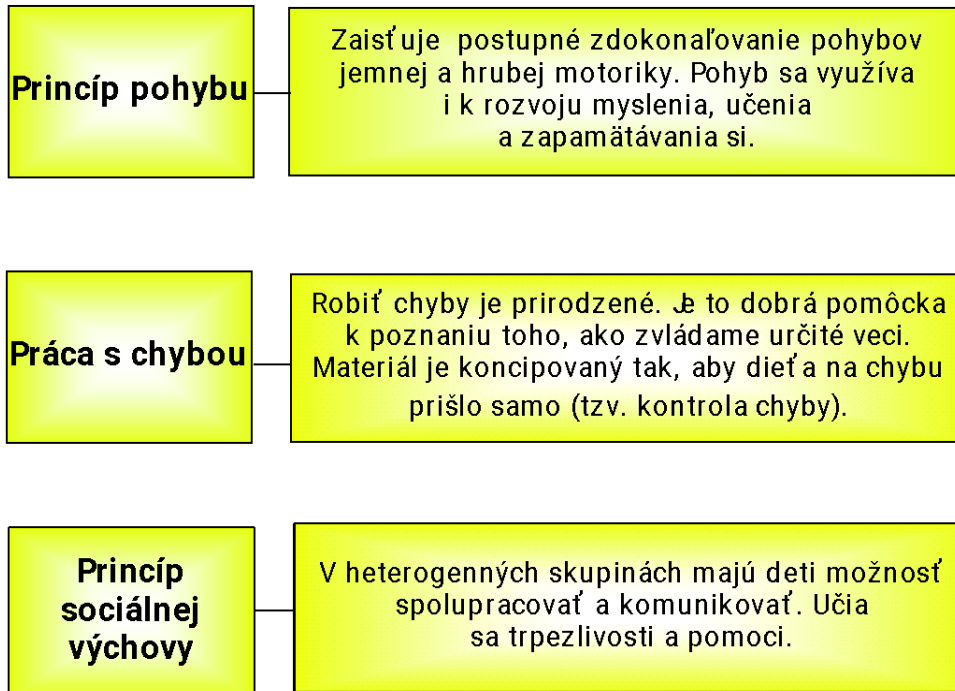 Princíp pohybu
Zaisťuje postupné zdokonaľovanie pohybov
jemnej a hrubej motoriky. Pohyb sa využíva
i k rozvoju myslenia, učenia
a zapamätávania si.
Práca s chybou
Robiť chyby je prirodzené. Je to dobrá pomôcka
k poznaniu toho, ako zvládame určité veci.
Materiál je koncipovaný tak, aby dieťa na chybu
prišlo samo (tzv. kontrola chyby).
Princíp
sociálnej
výchovy
V heterogenných skupinách majú deti možnosť
spolupracovať a komunikovať. Učia
sa trpezlivosti a pomoci.